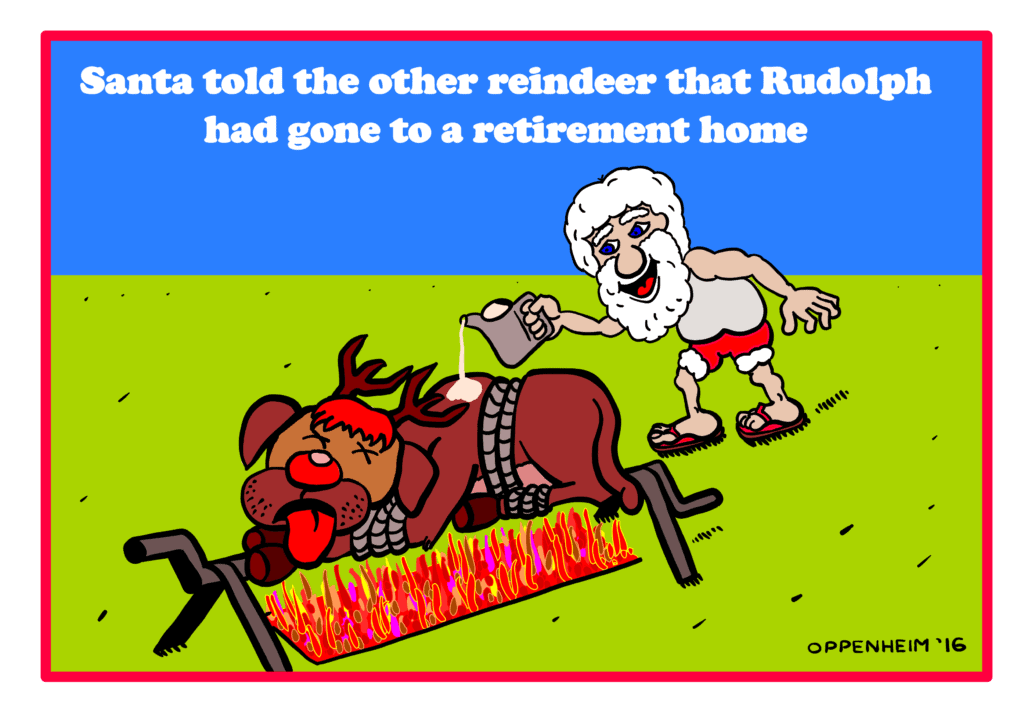 Santa told the other reindeer that Rudolph
had gone to a retirement home
OPPENHEIM '16